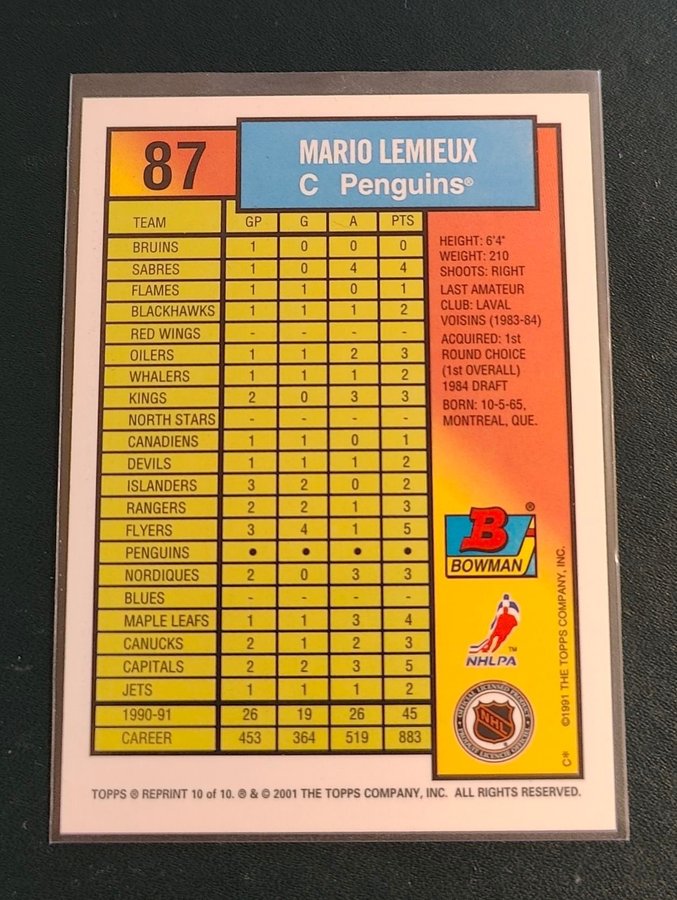 87
MARIO LEMIEUX
C Penguins®
TEAM GP G A PTS
BRUINS 1 0 0 0
SABRES 1 0 4 4
FLAMES 1 1 0 1
BLACKHAWKS 1 1 1 2
RED WINGS - - - -
OILERS 1 1 2 3
WHALERS 1 1 1 2
KINGS 2 0 3 3
NORTH STARS - - - -
CANADIENS 1 1 0 1
DEVILS 1 1 1 2
ISLANDERS 3 2 0 2
RANGERS 2 2 1 3
FLYERS 3 4 1 5
PENGUINS • • • •
NORDIQUES 2 0 3 3
BLUES - - - -
MAPLE LEAFS 1 1 3 4
CANUCKS 2 1 2 3
CAPITALS 2 2 3 5
JETS 1 1 1 2
1990-91 26 19 26 45
CAREER 453 364 519 883
HEIGHT: 6'4"
WEIGHT: 210
SHOOTS: RIGHT
LAST AMATEUR
CLUB: LAVAL
VOISINS (1983-84)
ACQUIRED: 1st
ROUND CHOICE
(1st OVERALL)
1984 DRAFT
BORN: 10-5-65,
MONTREAL, QUE.
B ®
BOWMAN
NHLPA ™
OFFICIAL LICENSED PRODUCT
NHL
C* ©1991 THE TOPPS COMPANY, INC.
TOPPS ® REPRINT 10 of 10. ® & © 2001 THE TOPPS COMPANY, INC. ALL RIGHTS RESERVED.